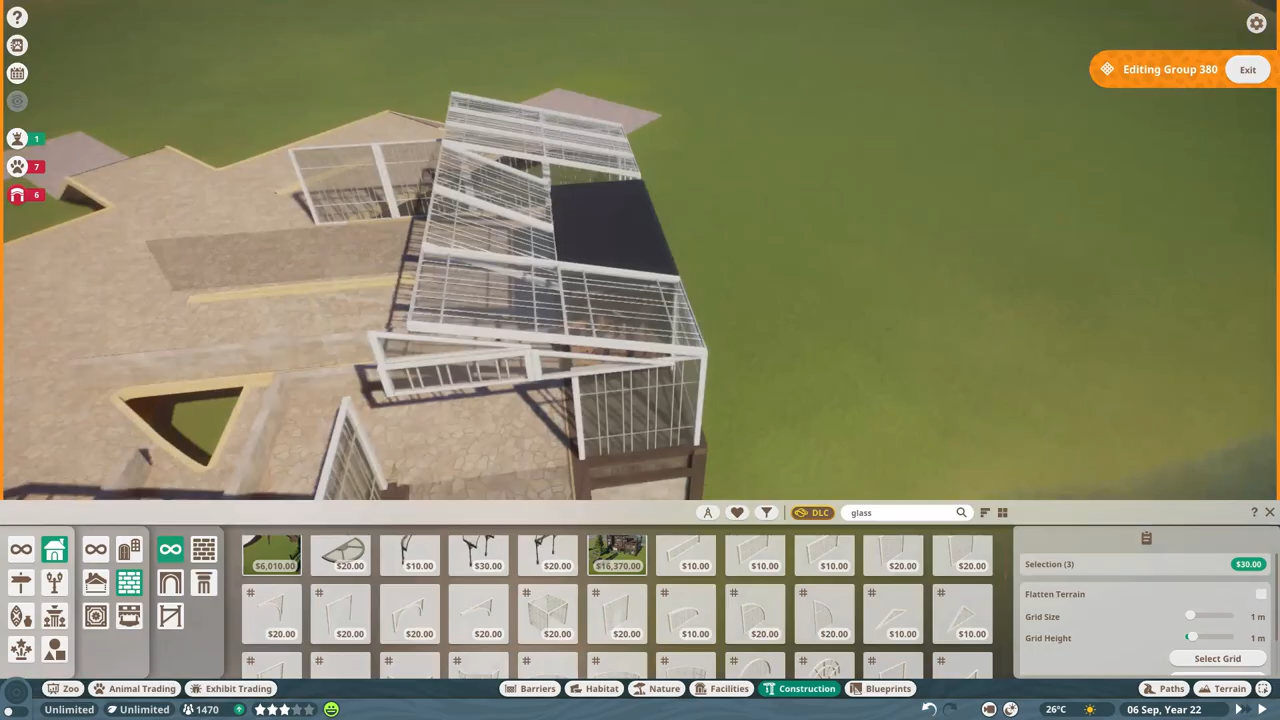 ?
Editing Group 380
Exit
1
7
6
DLC
glass
? ×
$6,010.00
$20.00
$10.00
$30.00
$20.00
$16,370.00
$10.00
$10.00
$10.00
$20.00
$20.00
$20.00
$20.00
$20.00
$20.00
$20.00
$20.00
$10.00
$20.00
$20.00
$10.00
$10.00
Selection (3)
$30.00
Flatten Terrain
Grid Size
1 m
Grid Height
1 m
Select Grid
Zoo
Animal Trading
Exhibit Trading
Barriers
Habitat
Nature
Facilities
Construction
Blueprints
Paths
Terrain
Unlimited
Unlimited
1470
26°C
06 Sep, Year 22